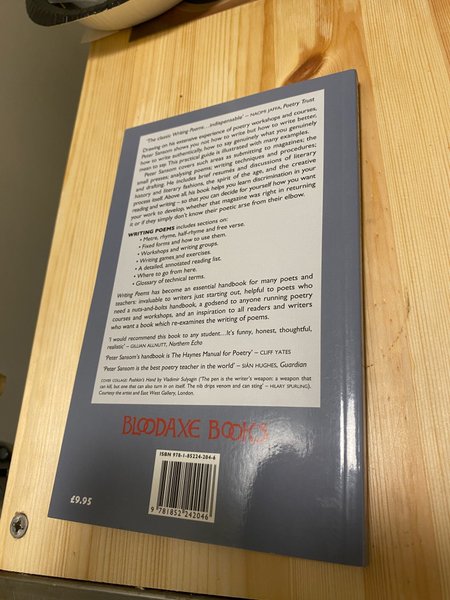 'The classic Writing Poems...indispensable' – NAOMI JAFFA, Poetry Trust
Drawing on his extensive experience of poetry workshops and courses,
Peter Sansom shows you not how to write but how to write better,
how to write authentically, how to say genuinely what you genuinely
mean to say. This practical guide is illustrated with many examples.
Peter Sansom covers such areas as submitting to magazines; the
small presses; analysing poems; writing techniques and procedures;
and drafting. He includes brief résumés and discussions of literary
history and literary fashions, the spirit of the age, and the creative
process itself. Above all, his book helps you learn discrimination in your
reading and writing – so that you can decide for yourself how you want
your work to develop, whether that magazine was right in returning
it or if they simply don't know their poetic arse from their elbow.
WRITING POEMS includes sections on:
• Metre, rhyme, half-rhyme and free verse.
• Fixed forms and how to use them.
• Workshops and writing groups.
• Writing games and exercises.
• A detailed, annotated reading list.
• Where to go from here.
• Glossary of technical terms.
Writing Poems has become an essential handbook for many poets and
teachers: invaluable to writers just starting out, helpful to poets who
need a nuts-and-bolts handbook, a godsend to anyone running poetry
courses and workshops, and an inspiration to all readers and writers
who want a book which re-examines the writing of poems.
'I would recommend this book to any student...It's funny, honest, thoughtful,
realistic' – GILLIAN ALLNUTT, Northern Echo
'Peter Sansom's handbook is The Haynes Manual for Poetry' – CLIFF YATES
'Peter Sansom is the best poetry teacher in the world' – SIÂN HUGHES, Guardian
COVER COLLAGE: Pushkin's Hand by Vladimir Sulyagin ('The pen is the writer's weapon: a weapon that
can kill, but one that can also turn in on itself. The nib drips venom and can sting' – HILARY SPURLING).
Courtesy the artist and East West Gallery, London.
BLOODAXE BOOKS
ISBN 978-1-85224-204-6
9 781852 242046
£9.95